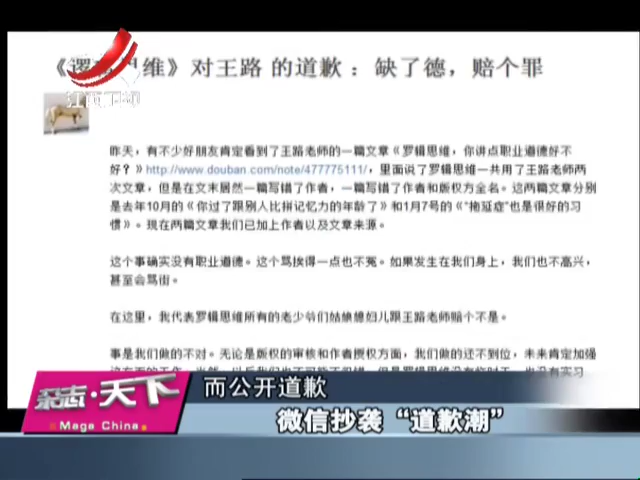 思维》对王路 的道歉 ：缺了德，赔个罪
昨天，有不少好朋友肯定看到了王路老师的一篇文章《罗辑思维，你讲点职业道德好不
好？》http://www.douban.com/note/477775111/，里面说了罗辑思维一共用了王路老师两
次文章，但是在文末居然一篇写错了作者，一篇写错了作者和版权方全名。这两篇文章分别
是去年10月的《你过了跟别人比拼记忆力的年龄了》和1月7号的《“拖延症”也是很好的习
惯》。现在两篇文章我们已加上作者以及文章来源。
这个事确实没有职业道德。这个骂挨得一点也不冤。如果发生在我们身上，我们也不高兴，
甚至会骂街。
在这里，我代表罗辑思维所有的老少爷们姑娘媳妇儿跟王路老师赔个不是。
事是我们做的不对。无论是版权的审核和作者授权方面，我们做的还不到位，未来肯定加强
杂志·天下
Maga China
而公开道歉
微信抄袭“道歉潮”